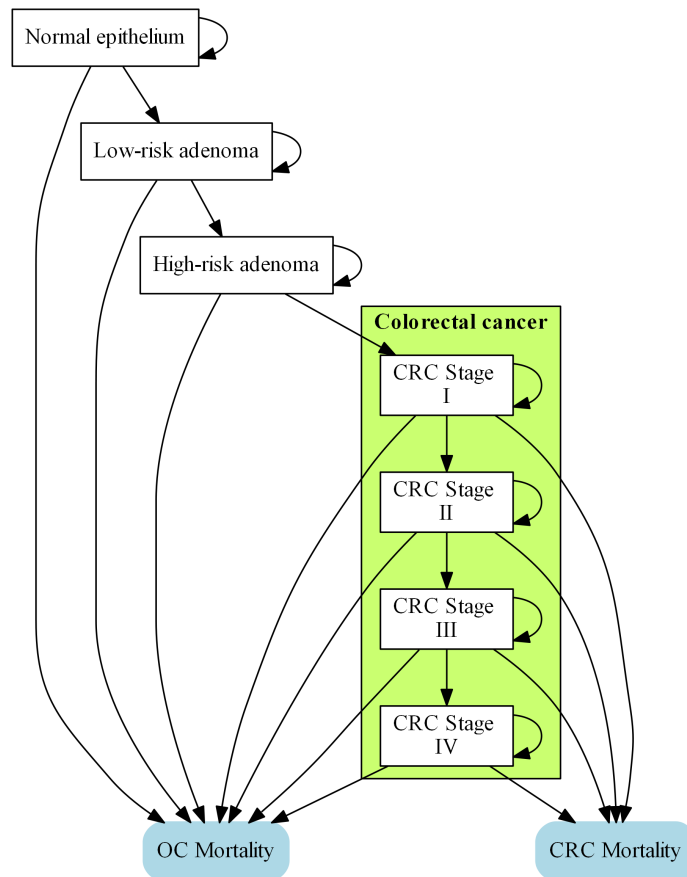 Normal epithelium
Low-risk adenoma
High-risk adenoma
Colorectal cancer
CRC Stage
I
CRC Stage
II
CRC Stage
III
CRC Stage
IV
OC Mortality
CRC Mortality